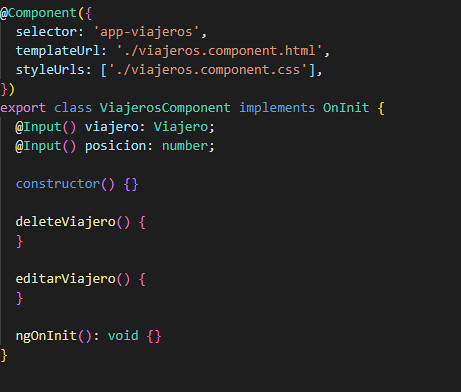 @Component({
  selector: 'app-viajeros',
  templateUrl: './viajeros.component.html',
  styleUrls: ['./viajeros.component.css'],
})
export class ViajerosComponent implements OnInit {
  @Input() viajero: Viajero;
  @Input() posicion: number;

  constructor() {}

  deleteViajero() {
  }

  editarViajero() {
  }

  ngOnInit(): void {}
}